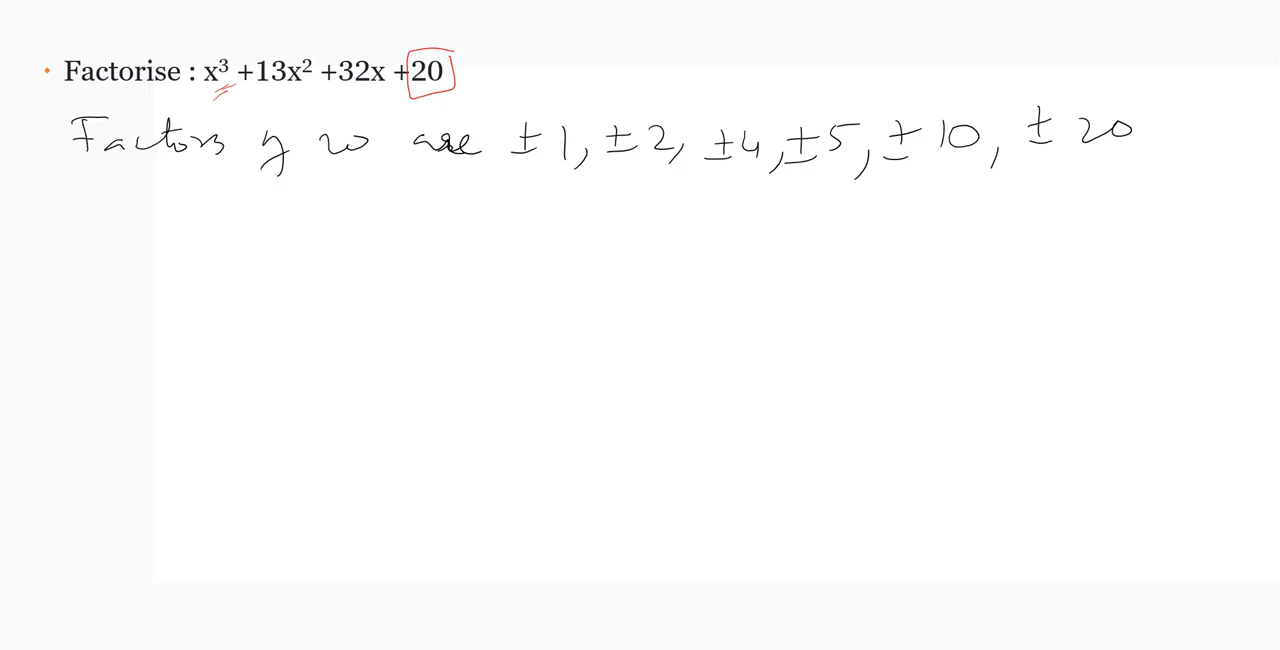 • Factorise : x³ +13x² +32x +20
Factors of 20 are ±1, ±2, ±4, ±5, ±10, ±20